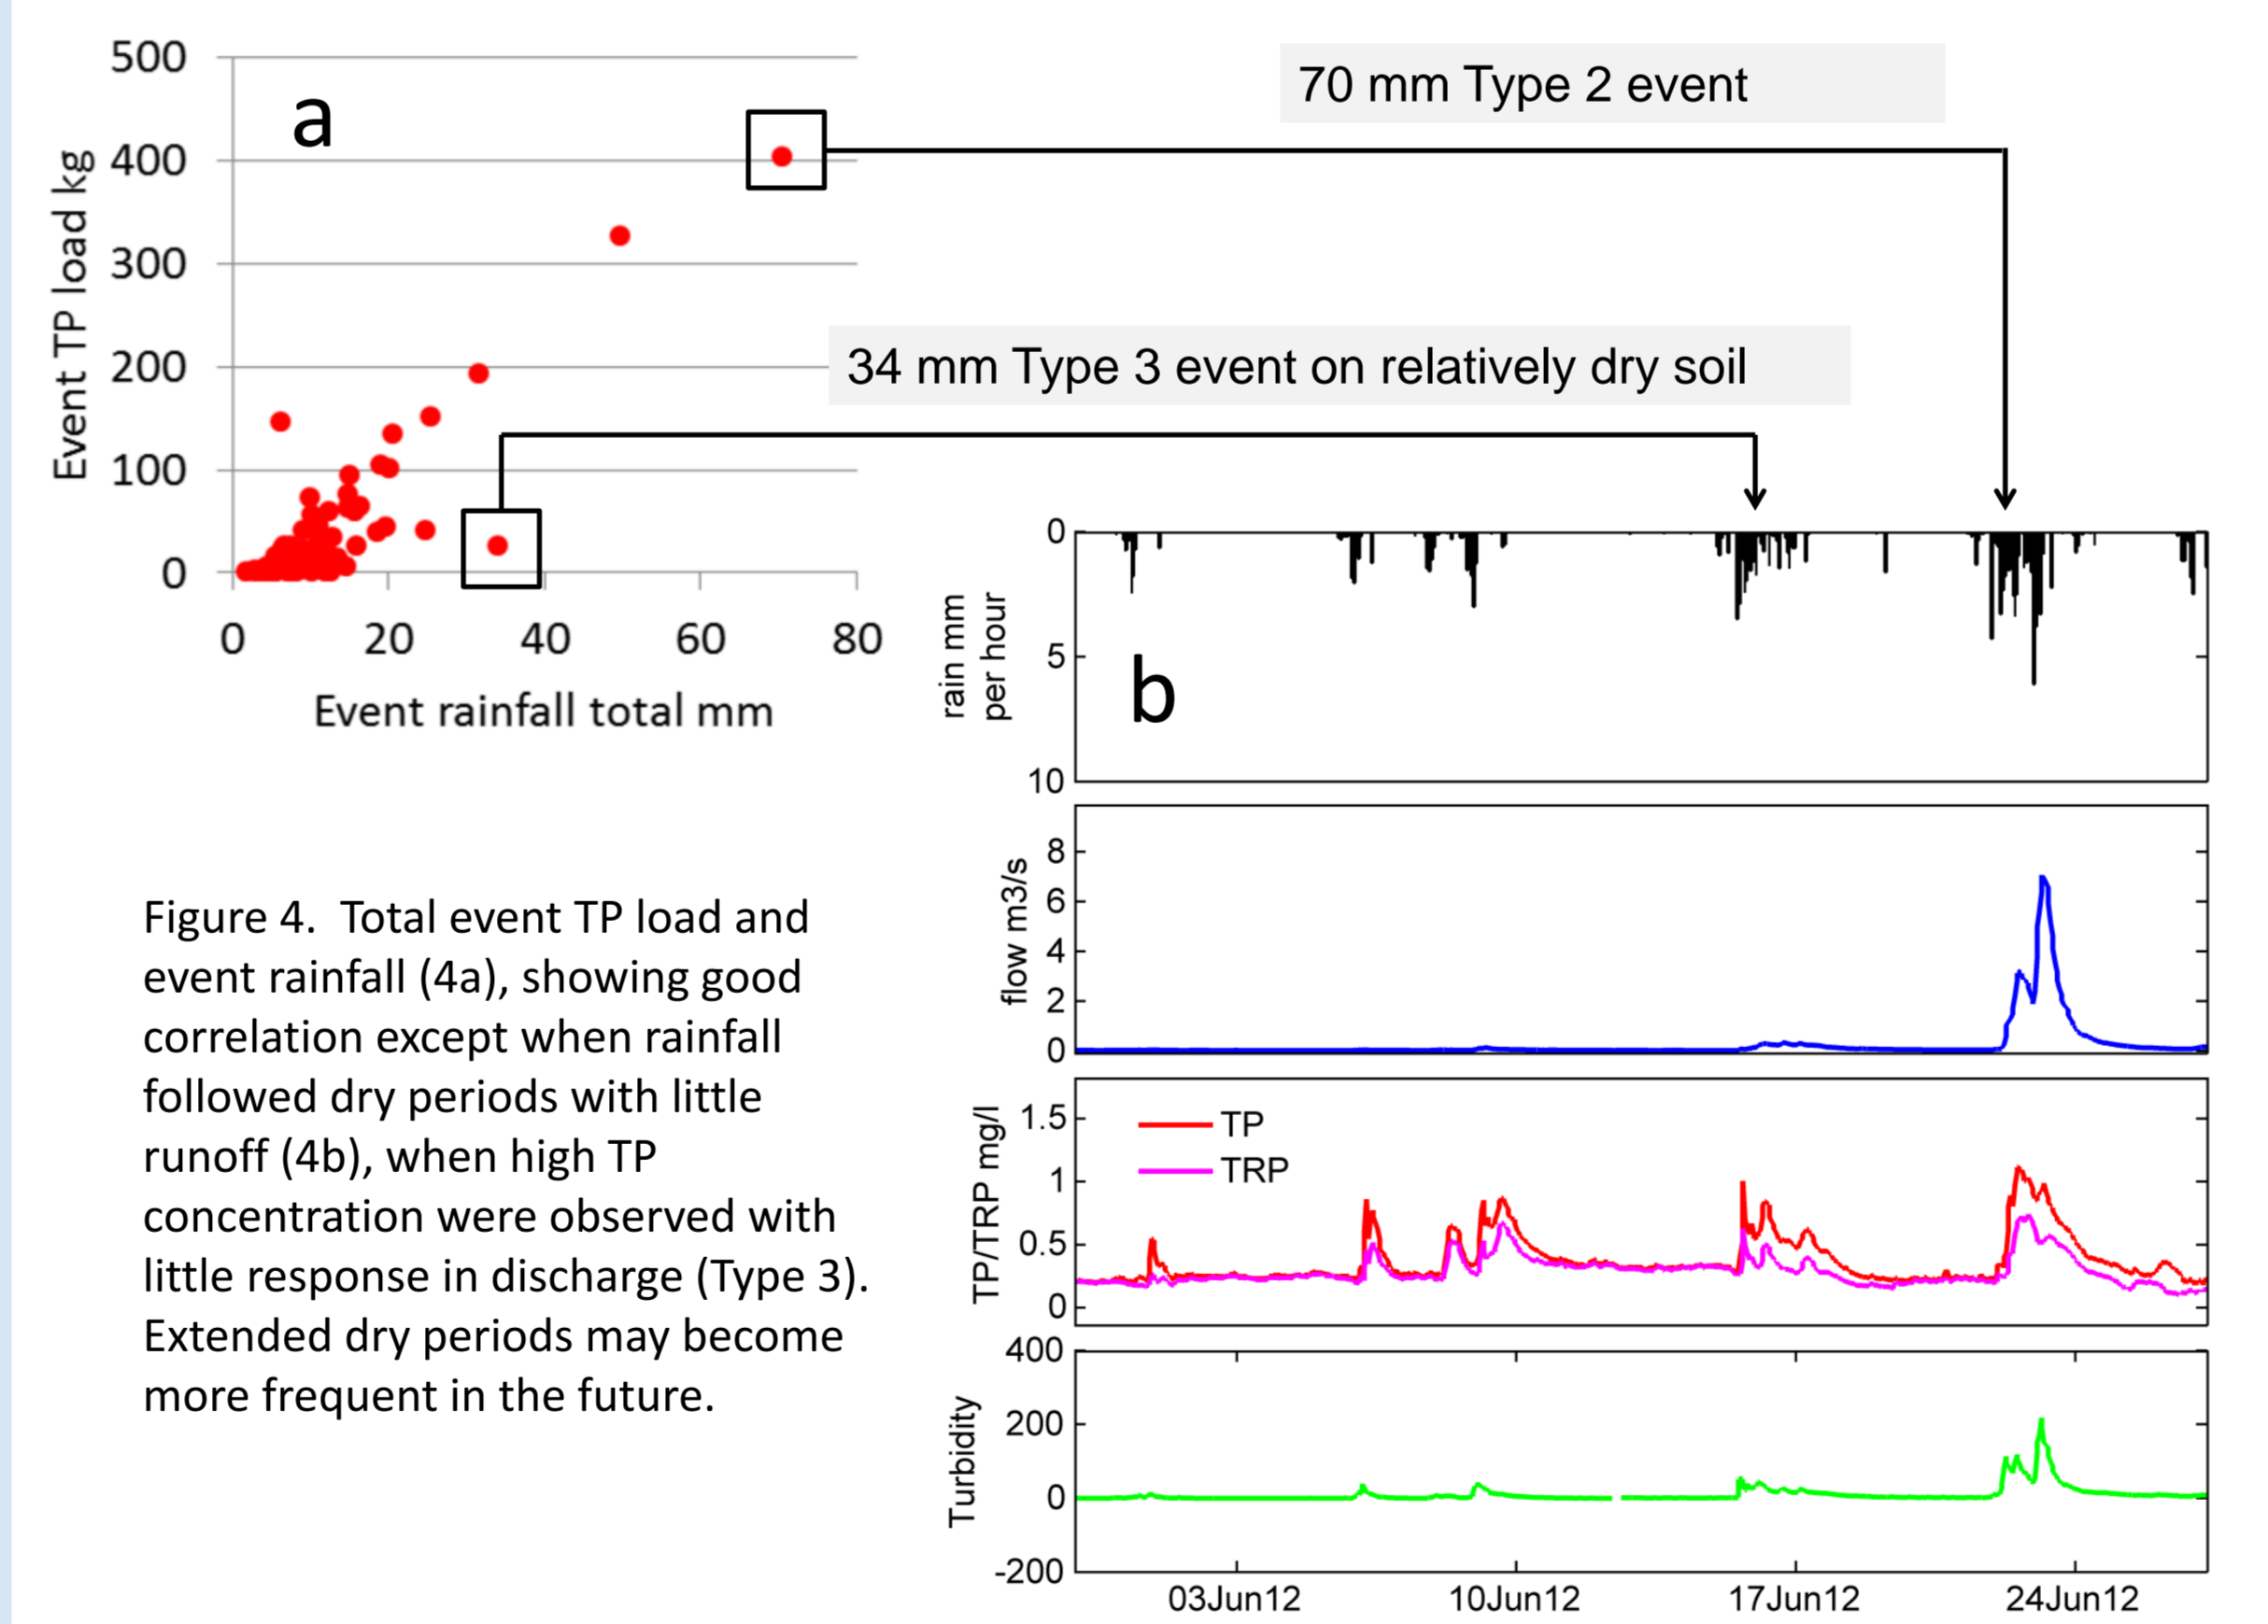 500
400
300
200
100
0
Event TP load kg
a
0 20 40 60 80
Event rainfall total mm
70 mm Type 2 event
34 mm Type 3 event on relatively dry soil
0
5
10
rain mm
per hour
b
8
6
4
2
0
flow m3/s
1.5
1
0.5
0
TP/TRP mg/l
TP
TRP
400
200
0
-200
Turbidity
03Jun12 10Jun12 17Jun12 24Jun12
Figure 4. Total event TP load and
event rainfall (4a), showing good
correlation except when rainfall
followed dry periods with little
runoff (4b), when high TP
concentration were observed with
little response in discharge (Type 3).
Extended dry periods may become
more frequent in the future.